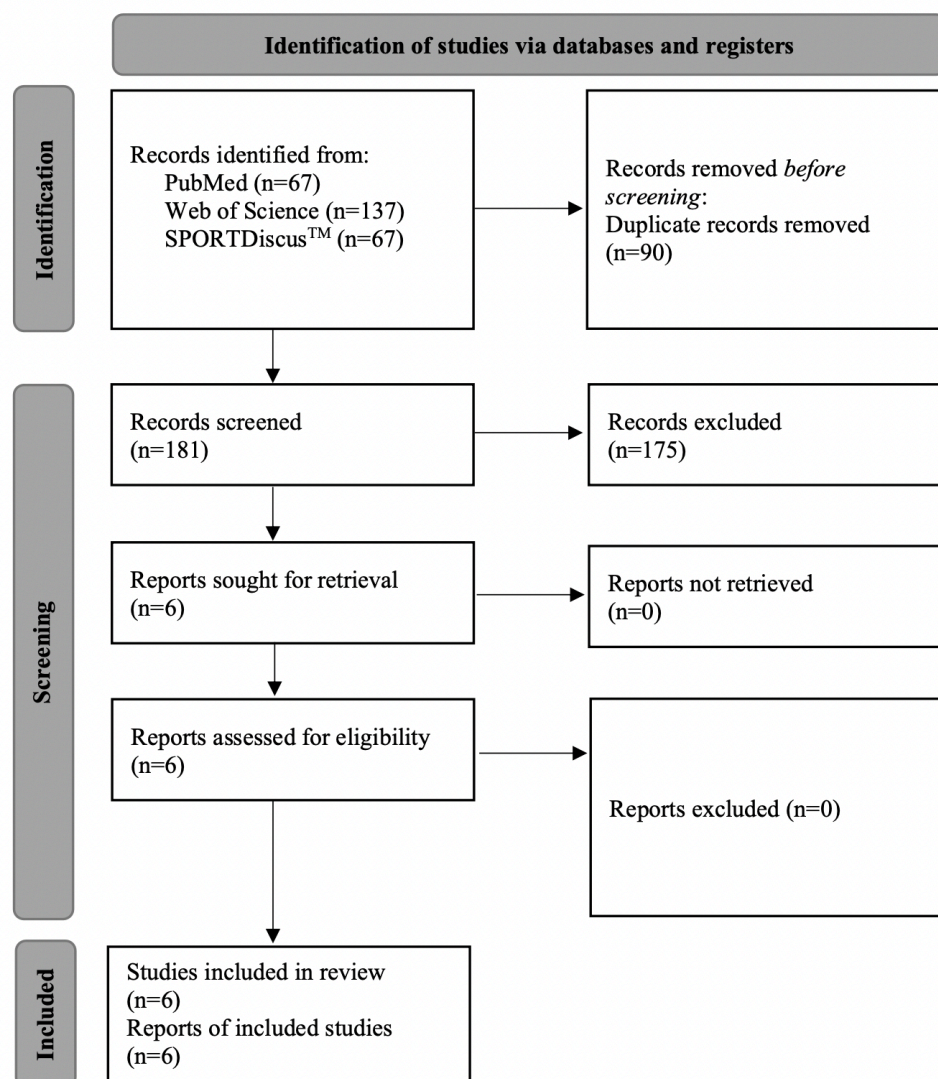 Identification of studies via databases and registers
Identification
Records identified from:
PubMed (n=67)
Web of Science (n=137)
SPORTDiscus™ (n=67)
Records removed before
screening:
Duplicate records removed
(n=90)
Screening
Records screened
(n=181)
Records excluded
(n=175)
Reports sought for retrieval
(n=6)
Reports not retrieved
(n=0)
Reports assessed for eligibility
(n=6)
Reports excluded (n=0)
Included
Studies included in review
(n=6)
Reports of included studies
(n=6)